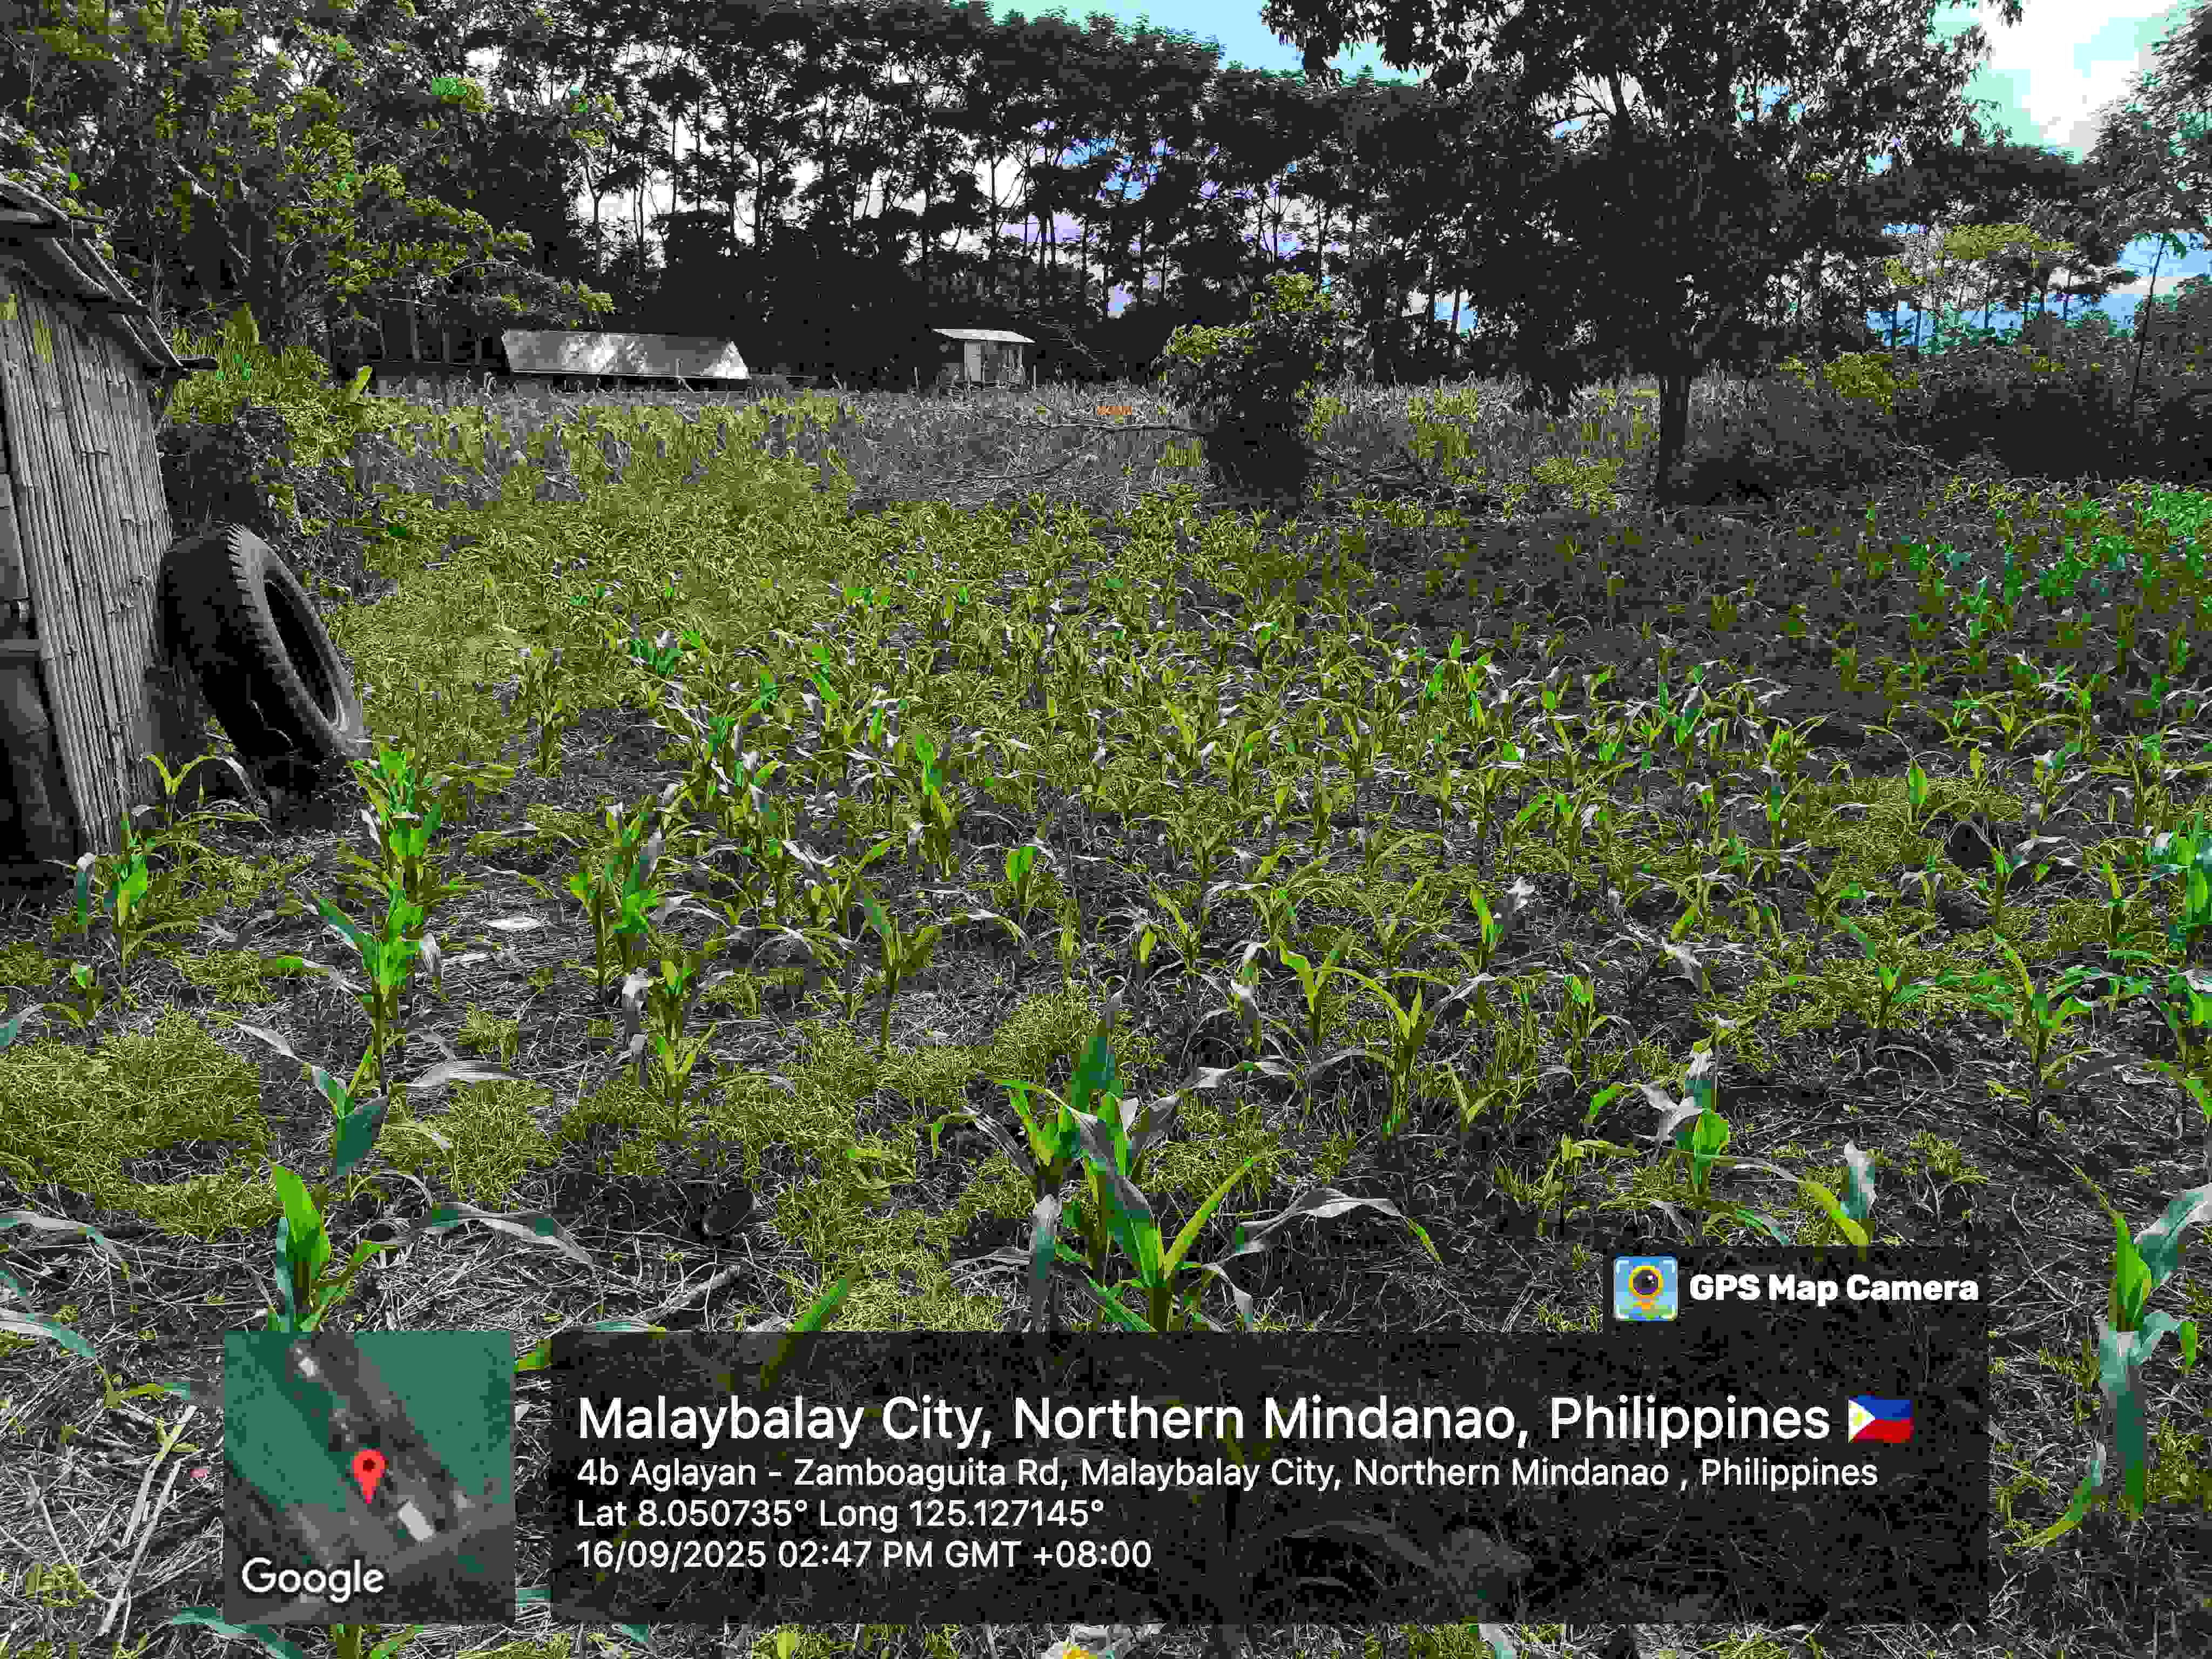 GPS Map Camera
Malaybalay City, Northern Mindanao, Philippines
4b Aglayan - Zamboaguita Rd, Malaybalay City, Northern Mindanao , Philippines
Lat 8.050735° Long 125.127145°
16/09/2025 02:47 PM GMT +08:00
Google